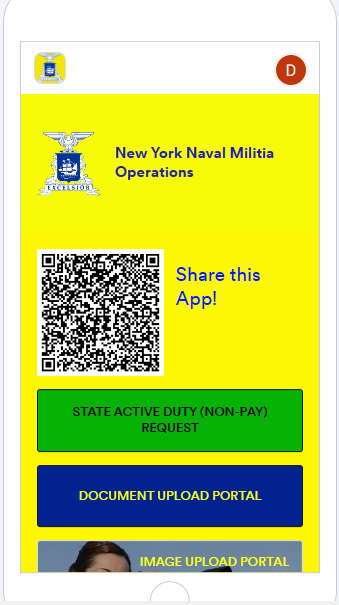 D
New York Naval Militia
Operations
EXCELSIOR
Share this
App!
STATE ACTIVE DUTY (NON-PAY)
REQUEST
DOCUMENT UPLOAD PORTAL
IMAGE UPLOAD PORTAL